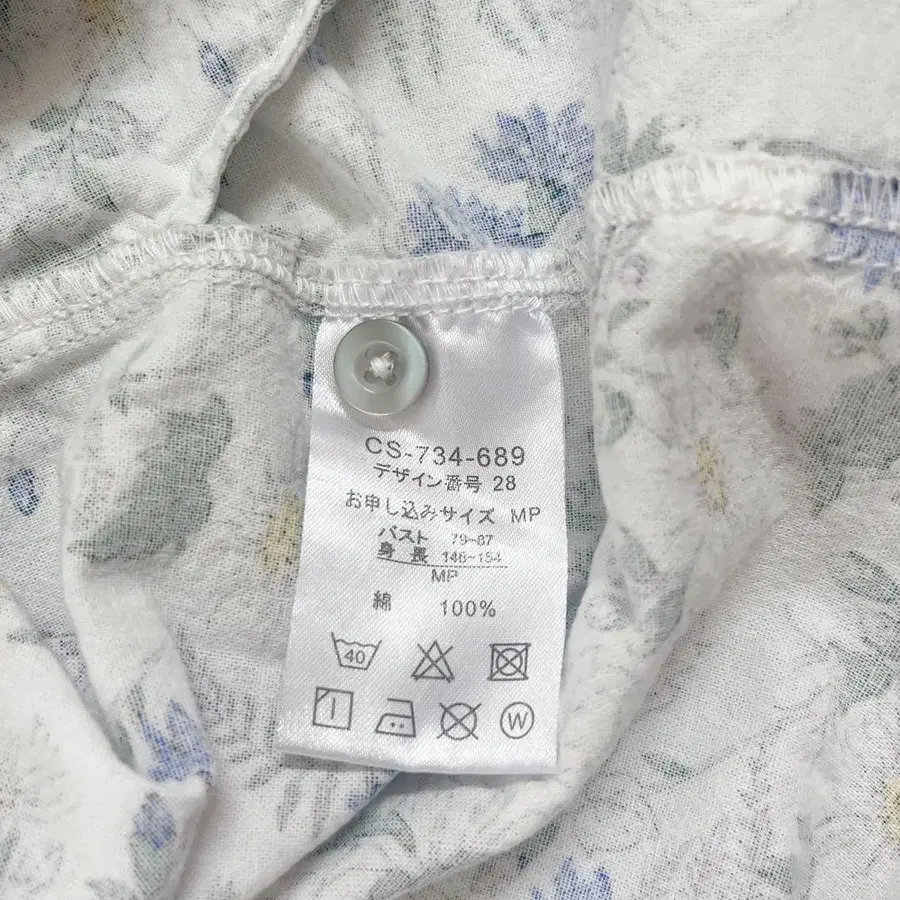 CS-734-689
デザイン番号 28
お申し込みサイズ MP
バスト 79~87
身長 146~154
MP
綿 100%
40
W